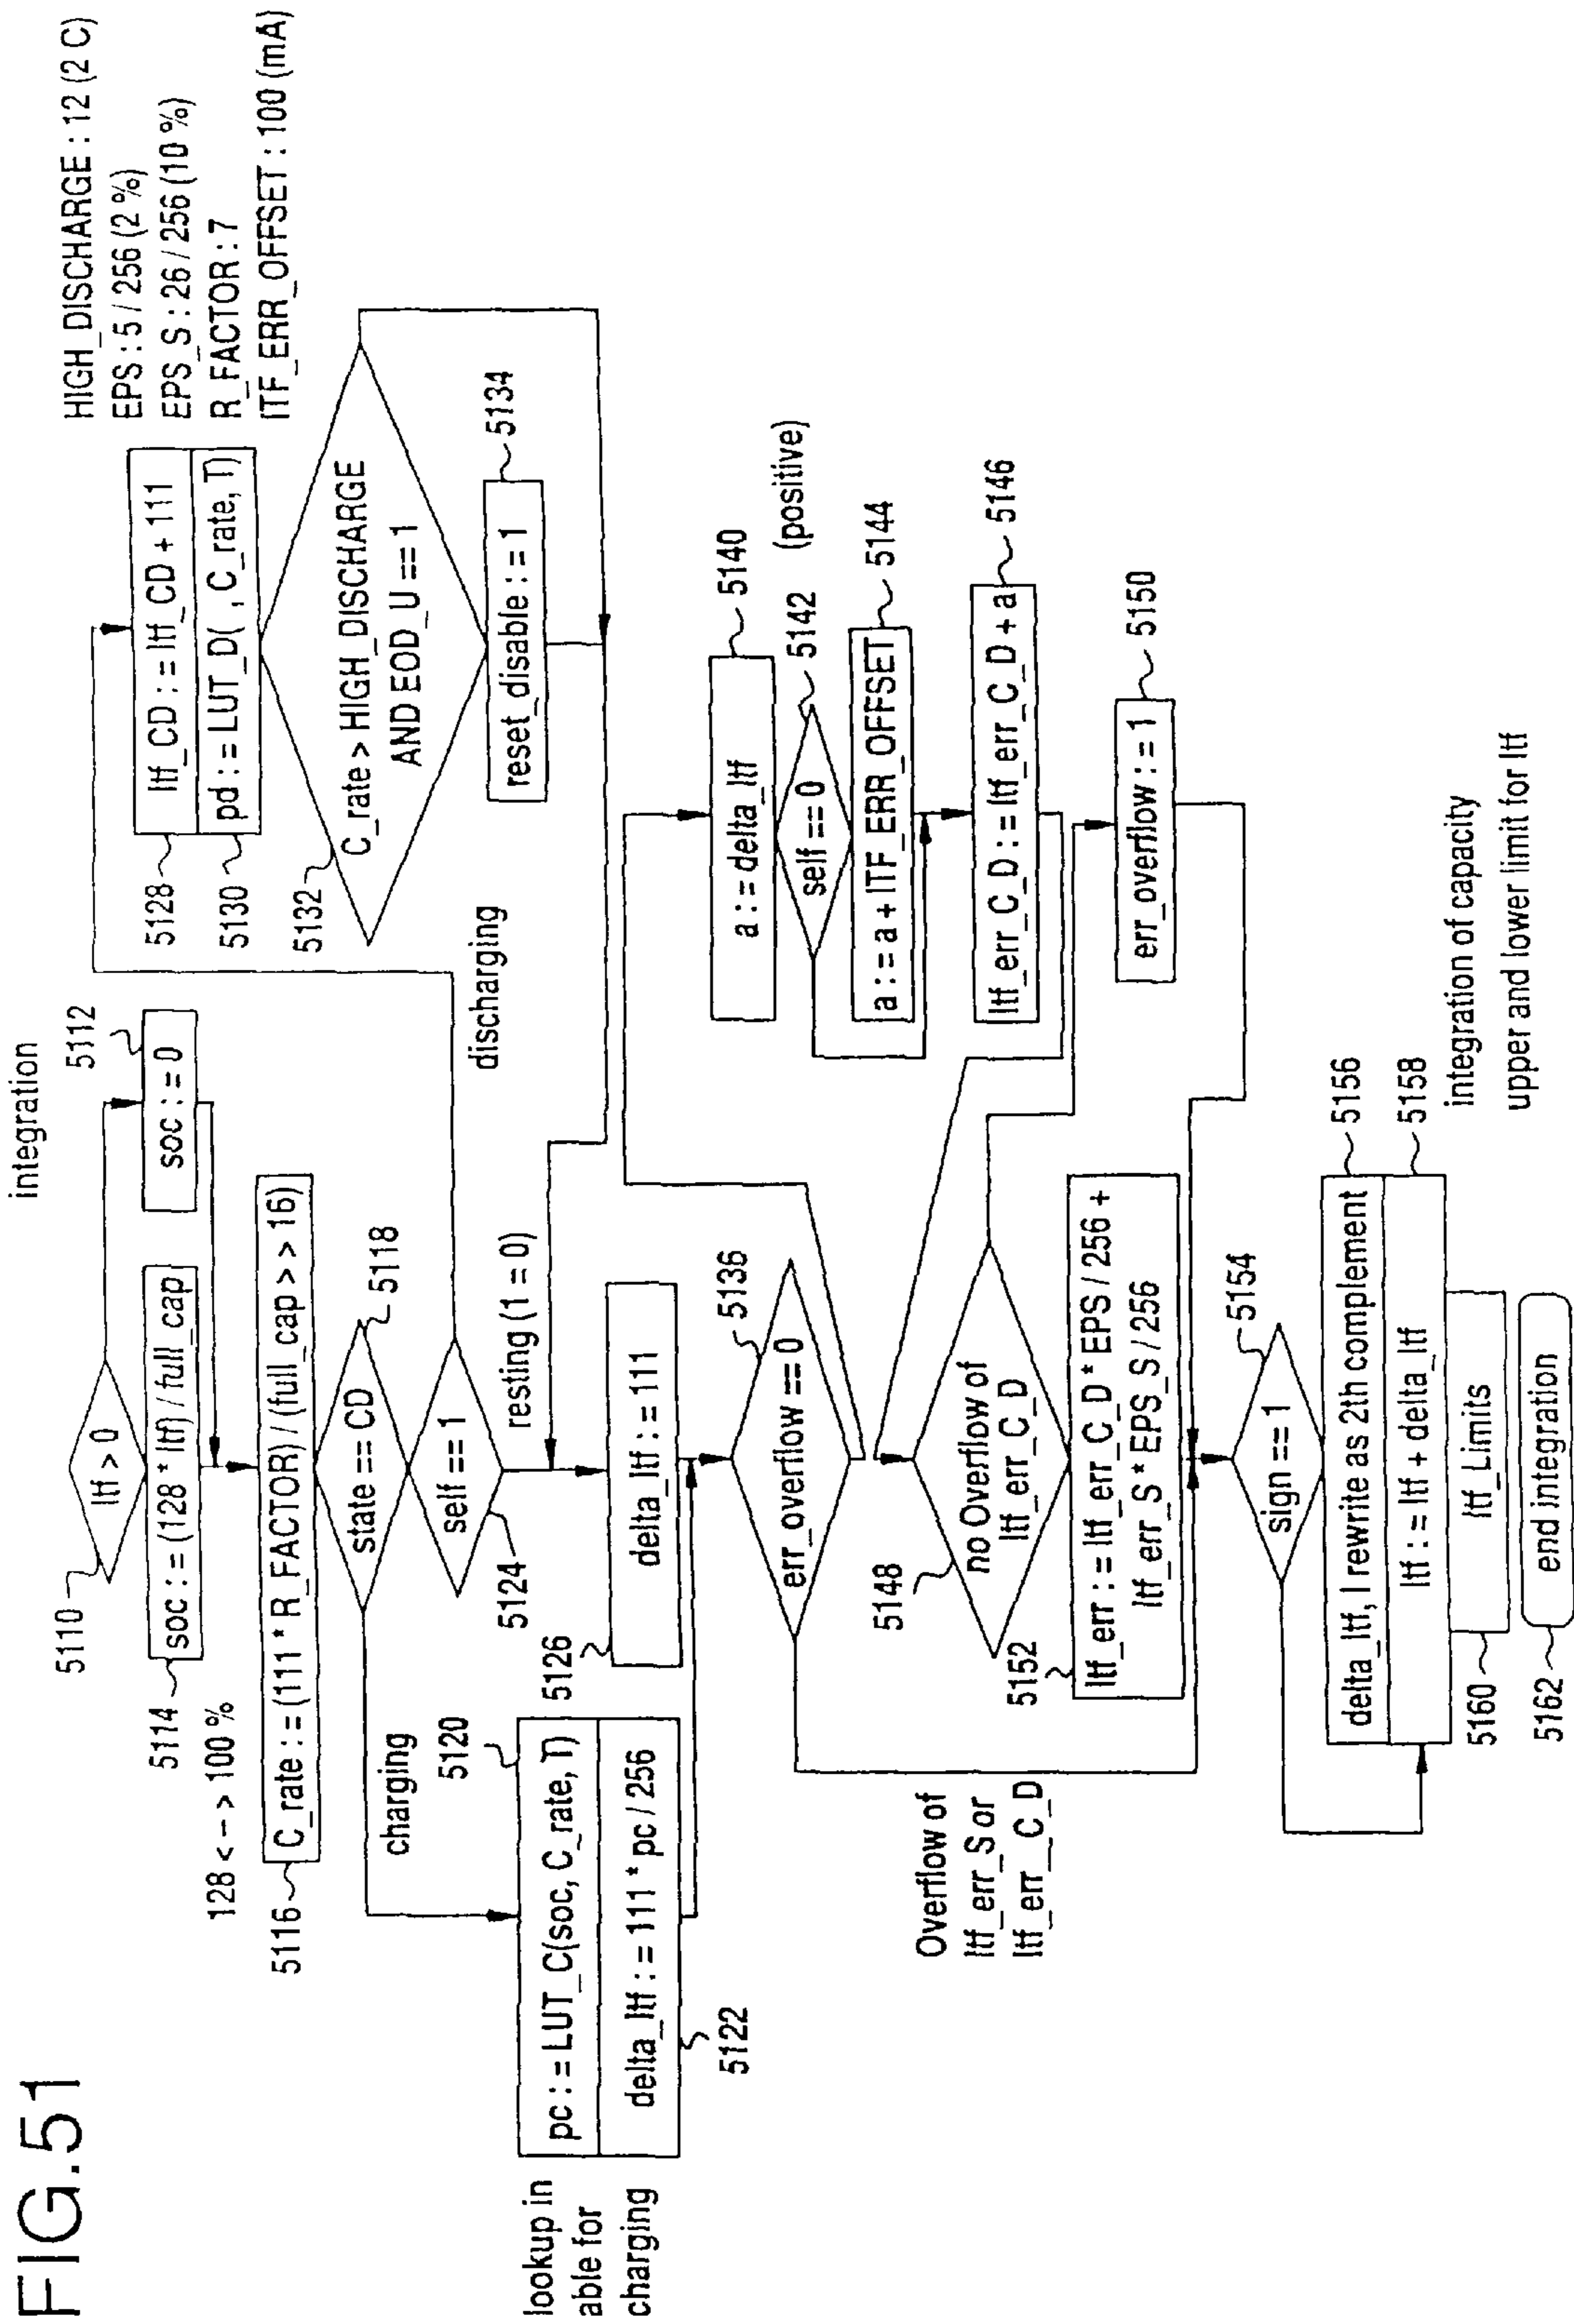 FIG.51
integration
5110
Itf > 0
5112
soc : = 0
5114
soc : = (128 * Itf) / full_cap
128 < -- > 100 %
5116
C_rate : = (111 * R_FACTOR) / (full_cap > > 16)
state == CD
5118
charging
self == 1
5124
discharging
resting (1 = 0)
lookup in
able for
charging
5120
pc : = LUT_C(soc, C_rate, T)
delta_Itf : = 111 * pc / 256
5122
5126
delta_Itf : = 111
HIGH_DISCHARGE : 12 (2 C)
EPS : 5 / 256 (2 %)
EPS_S : 26 / 256 (10 %)
R_FACTOR : 7
ITF_ERR_OFFSET : 100 (mA)
5128
Itf_CD : = Itf_CD + 111
5130
pd : = LUT_D( , C_rate, T)
5132
C_rate > HIGH_DISCHARGE
AND EOD_U == 1
reset_disable : = 1
5134
5136
err_overflow == 0
a : = delta_Itf
5140
self == 0
5142
(positive)
a : = a + ITF_ERR_OFFSET
5144
Itf_err_C_D : = Itf_err_C_D + a
5146
5148
no Overflow of
Itf_err_C_D
err_overflow : = 1
5150
Overflow of
Itf_err_S or
Itf_err_C_D
5152
Itf_err : = Itf_err_C_D * EPS / 256 +
Itf_err_S * EPS_S / 256
sign == 1
5154
delta_Itf, I rewrite as 2th complement
5156
Itf : = Itf + delta_Itf
5158
integration of capacity
5160
Itf_Limits
upper and lower limit for Itf
5162
end integration